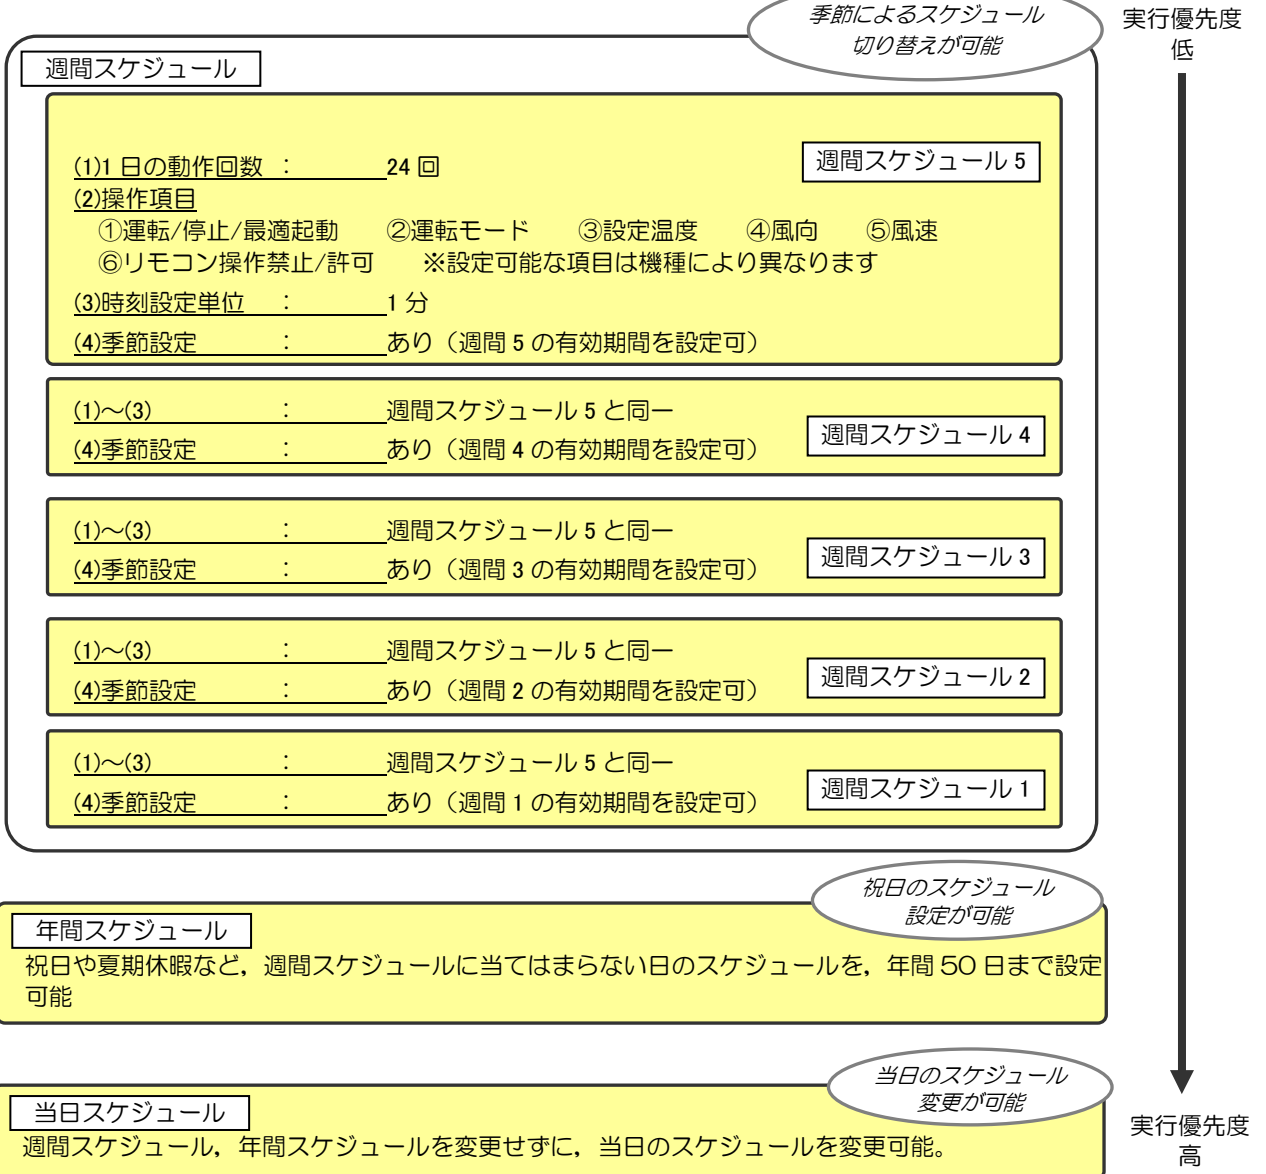 季節によるスケジュール
切り替えが可能
実行優先度
低
週間スケジュール
週間スケジュール 5
(1)1 日の動作回数 : 24 回
(2)操作項目
①運転/停止/最適起動 ②運転モード ③設定温度 ④風向 ⑤風速
⑥リモコン操作禁止/許可 ※設定可能な項目は機種により異なります
(3)時刻設定単位 : 1 分
(4)季節設定 : あり（週間 5 の有効期間を設定可）
(1)～(3) : 週間スケジュール 5 と同一
週間スケジュール 4
(4)季節設定 : あり（週間 4 の有効期間を設定可）
(1)～(3) : 週間スケジュール 5 と同一
週間スケジュール 3
(4)季節設定 : あり（週間 3 の有効期間を設定可）
(1)～(3) : 週間スケジュール 5 と同一
週間スケジュール 2
(4)季節設定 : あり（週間 2 の有効期間を設定可）
(1)～(3) : 週間スケジュール 5 と同一
週間スケジュール 1
(4)季節設定 : あり（週間 1 の有効期間を設定可）
祝日のスケジュール
設定が可能
年間スケジュール
祝日や夏期休暇など，週間スケジュールに当てはまらない日のスケジュールを，年間 50 日まで設定
可能
当日のスケジュール
変更が可能
当日スケジュール
週間スケジュール，年間スケジュールを変更せずに，当日のスケジュールを変更可能。
実行優先度
高